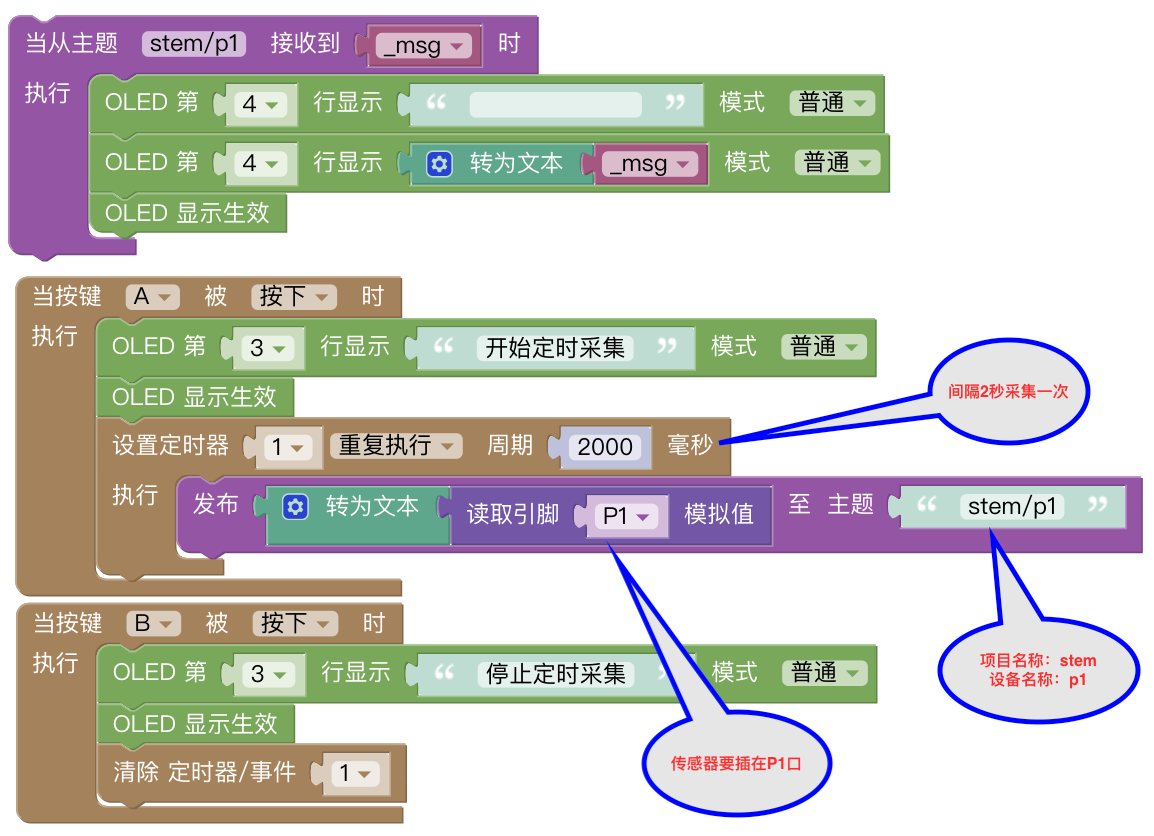 当从主题 stem/p1 接收到 _msg 时
执行
OLED 第 4 行显示 “ ” 模式 普通
OLED 第 4 行显示 转为文本 _msg 模式 普通
OLED 显示生效
当按键 A 被 按下 时
执行
OLED 第 3 行显示 “ 开始定时采集 ” 模式 普通
OLED 显示生效
间隔2秒采集一次
设置定时器 1 重复执行 周期 2000 毫秒
执行 发布 转为文本 读取引脚 P1 模拟值 至 主题 “ stem/p1 ”
当按键 B 被 按下 时
执行
OLED 第 3 行显示 “ 停止定时采集 ” 模式 普通
项目名称：stem
设备名称：p1
OLED 显示生效
清除 定时器/事件 1
传感器要插在P1口